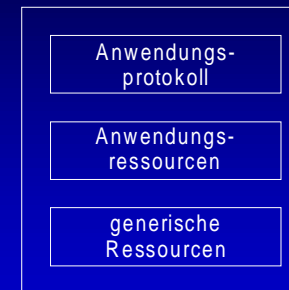 Anwendungs-
protokoll
Anwendungs-
ressourcen
generische
Ressourcen